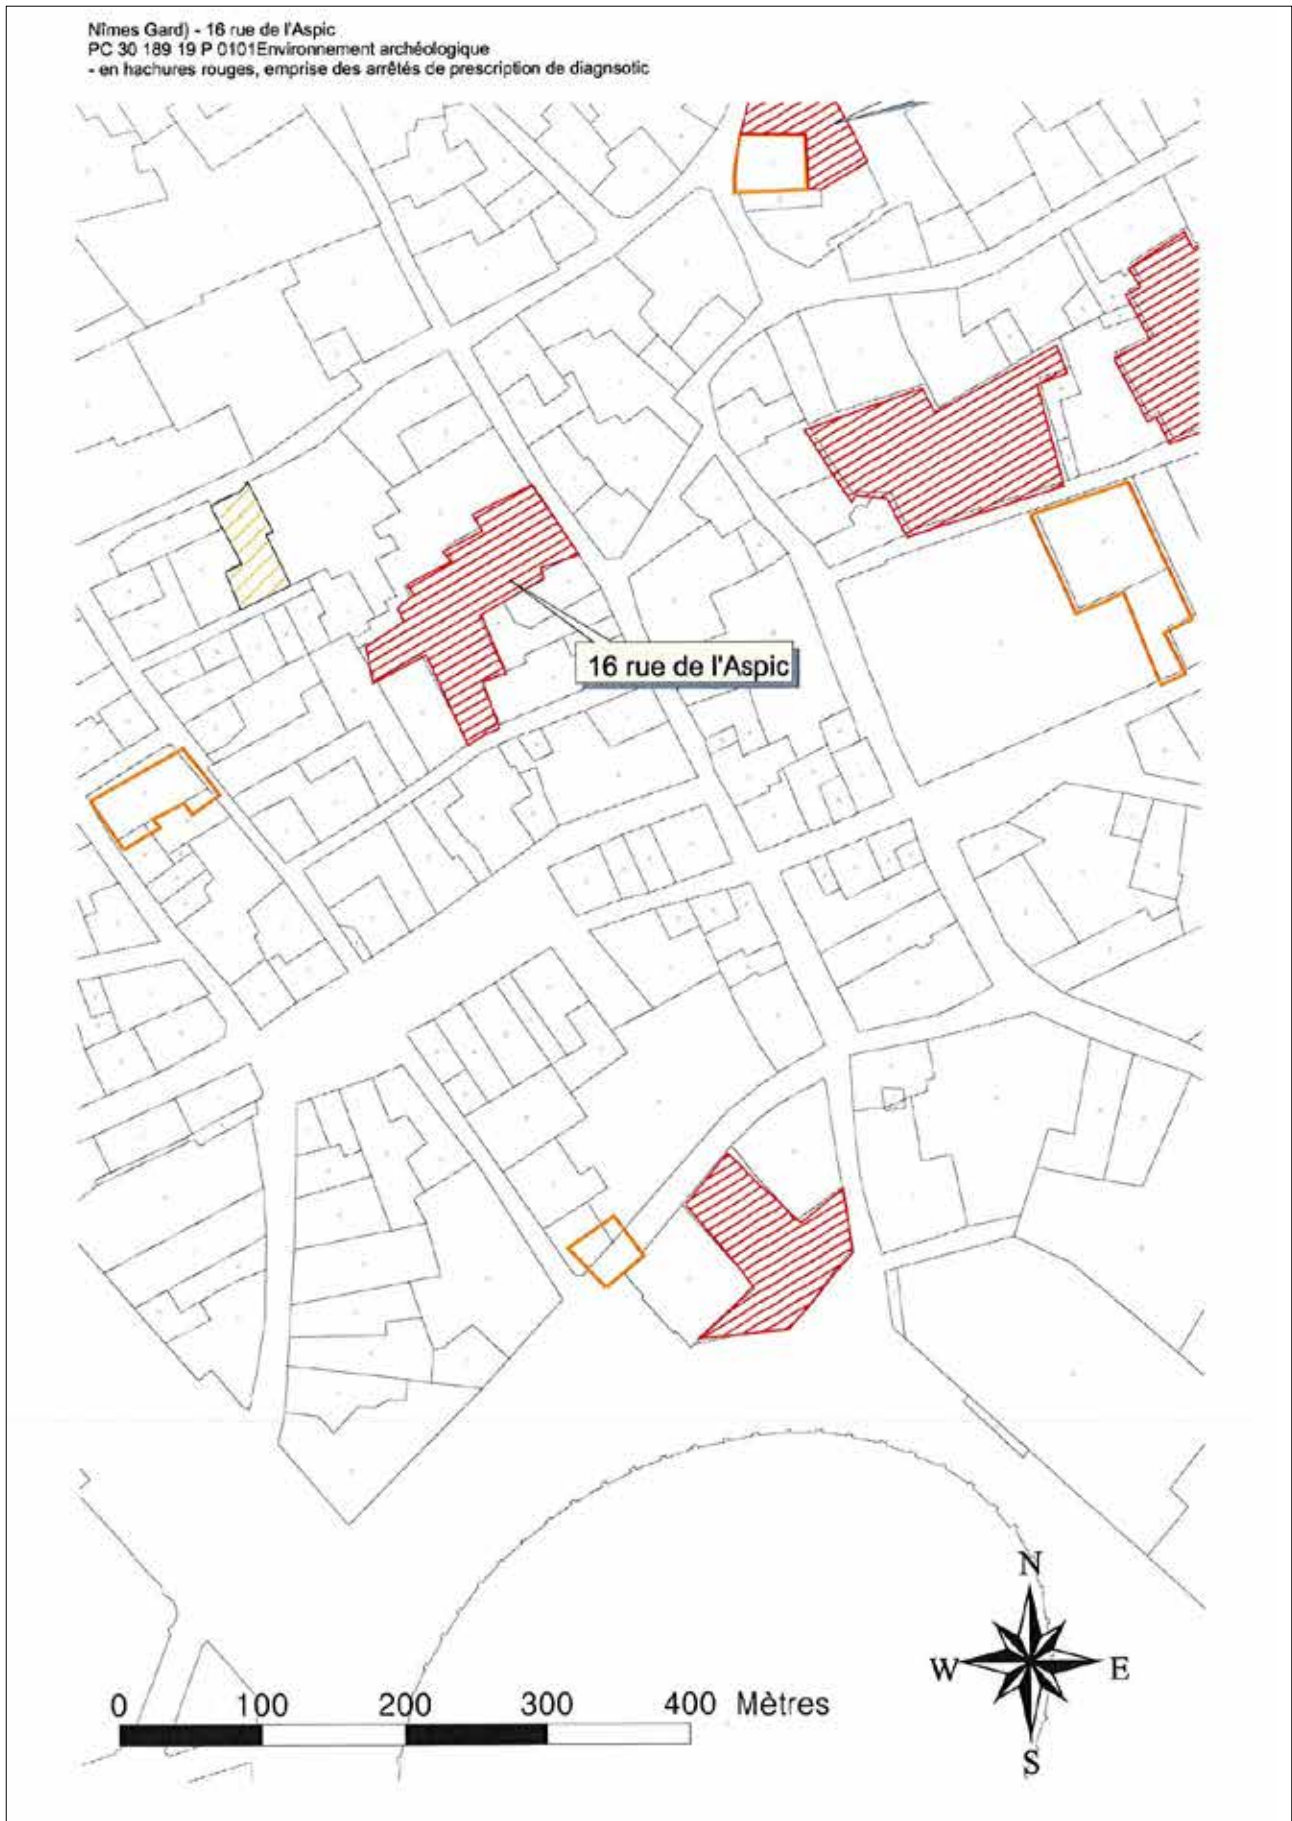 Nîmes Gard) - 16 rue de l'Aspic
PC 30 189 19 P 0101Environnement archéologique
- en hachures rouges, emprise des arrêtés de prescription de diagnsotic
16 rue de l'Aspic
N
W E
S
0 100 200 300 400 Mètres